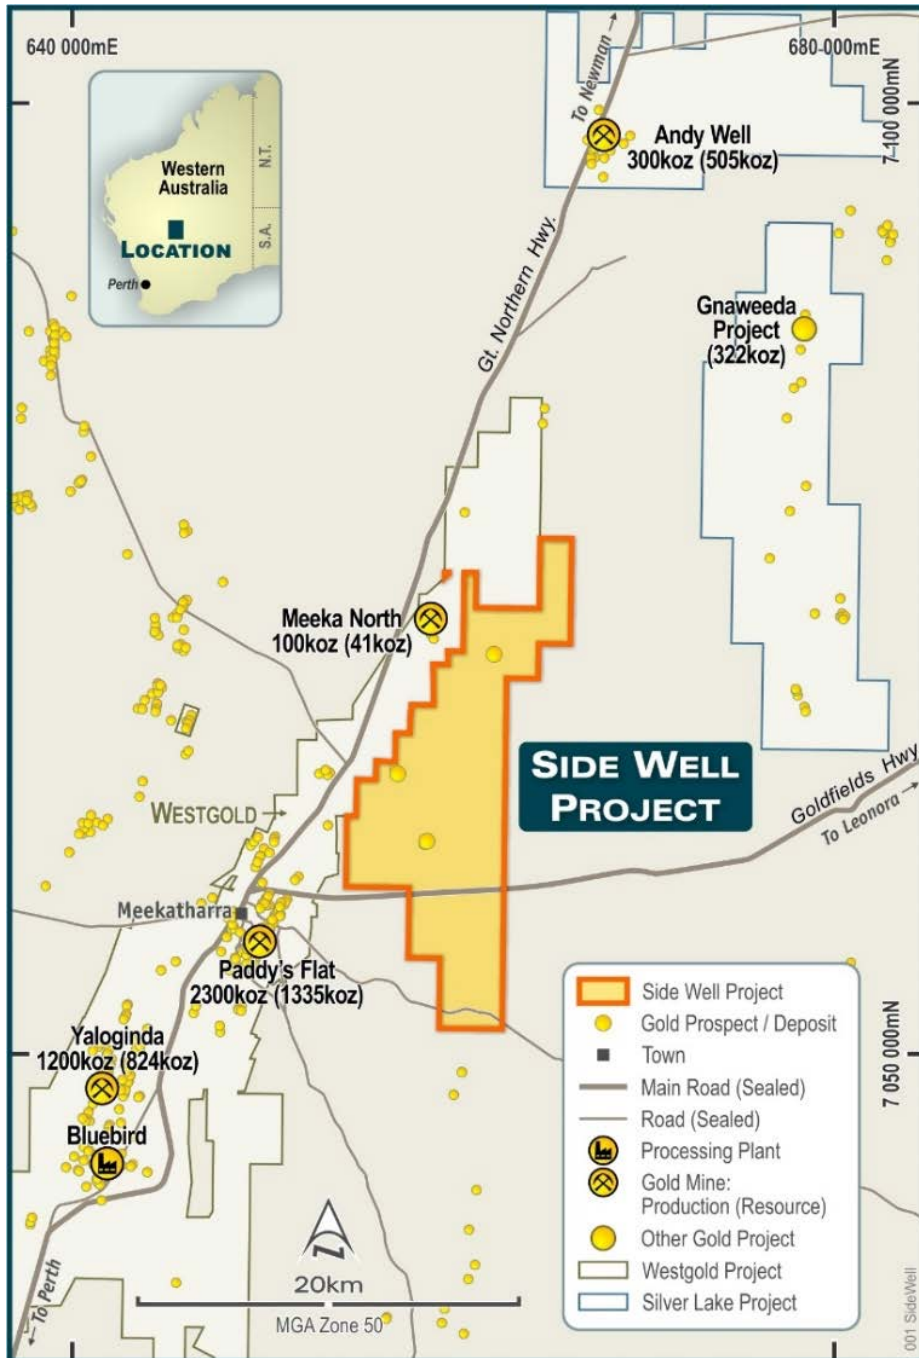 640 000mE
680 000mE
7 100 000mN
To Newman
Western
Australia
N.T.
S.A.
LOCATION
Perth
Andy Well
300koz (505koz)
Gt. Northern Hwy.
Gnaweeda
Project
(322koz)
Meeka North
100koz (41koz)
SIDE WELL
PROJECT
Goldfields Hwy
To Leonora
WESTGOLD
Meekatharra
Paddy's Flat
2300koz (1335koz)
Yaloginda
1200koz (824koz)
Bluebird
7 050 000mN
To Perth
N
20km
MGA Zone 50
Side Well Project
Gold Prospect / Deposit
Town
Main Road (Sealed)
Road (Sealed)
Processing Plant
Gold Mine:
Production (Resource)
Other Gold Project
Westgold Project
Silver Lake Project
001 SideWell